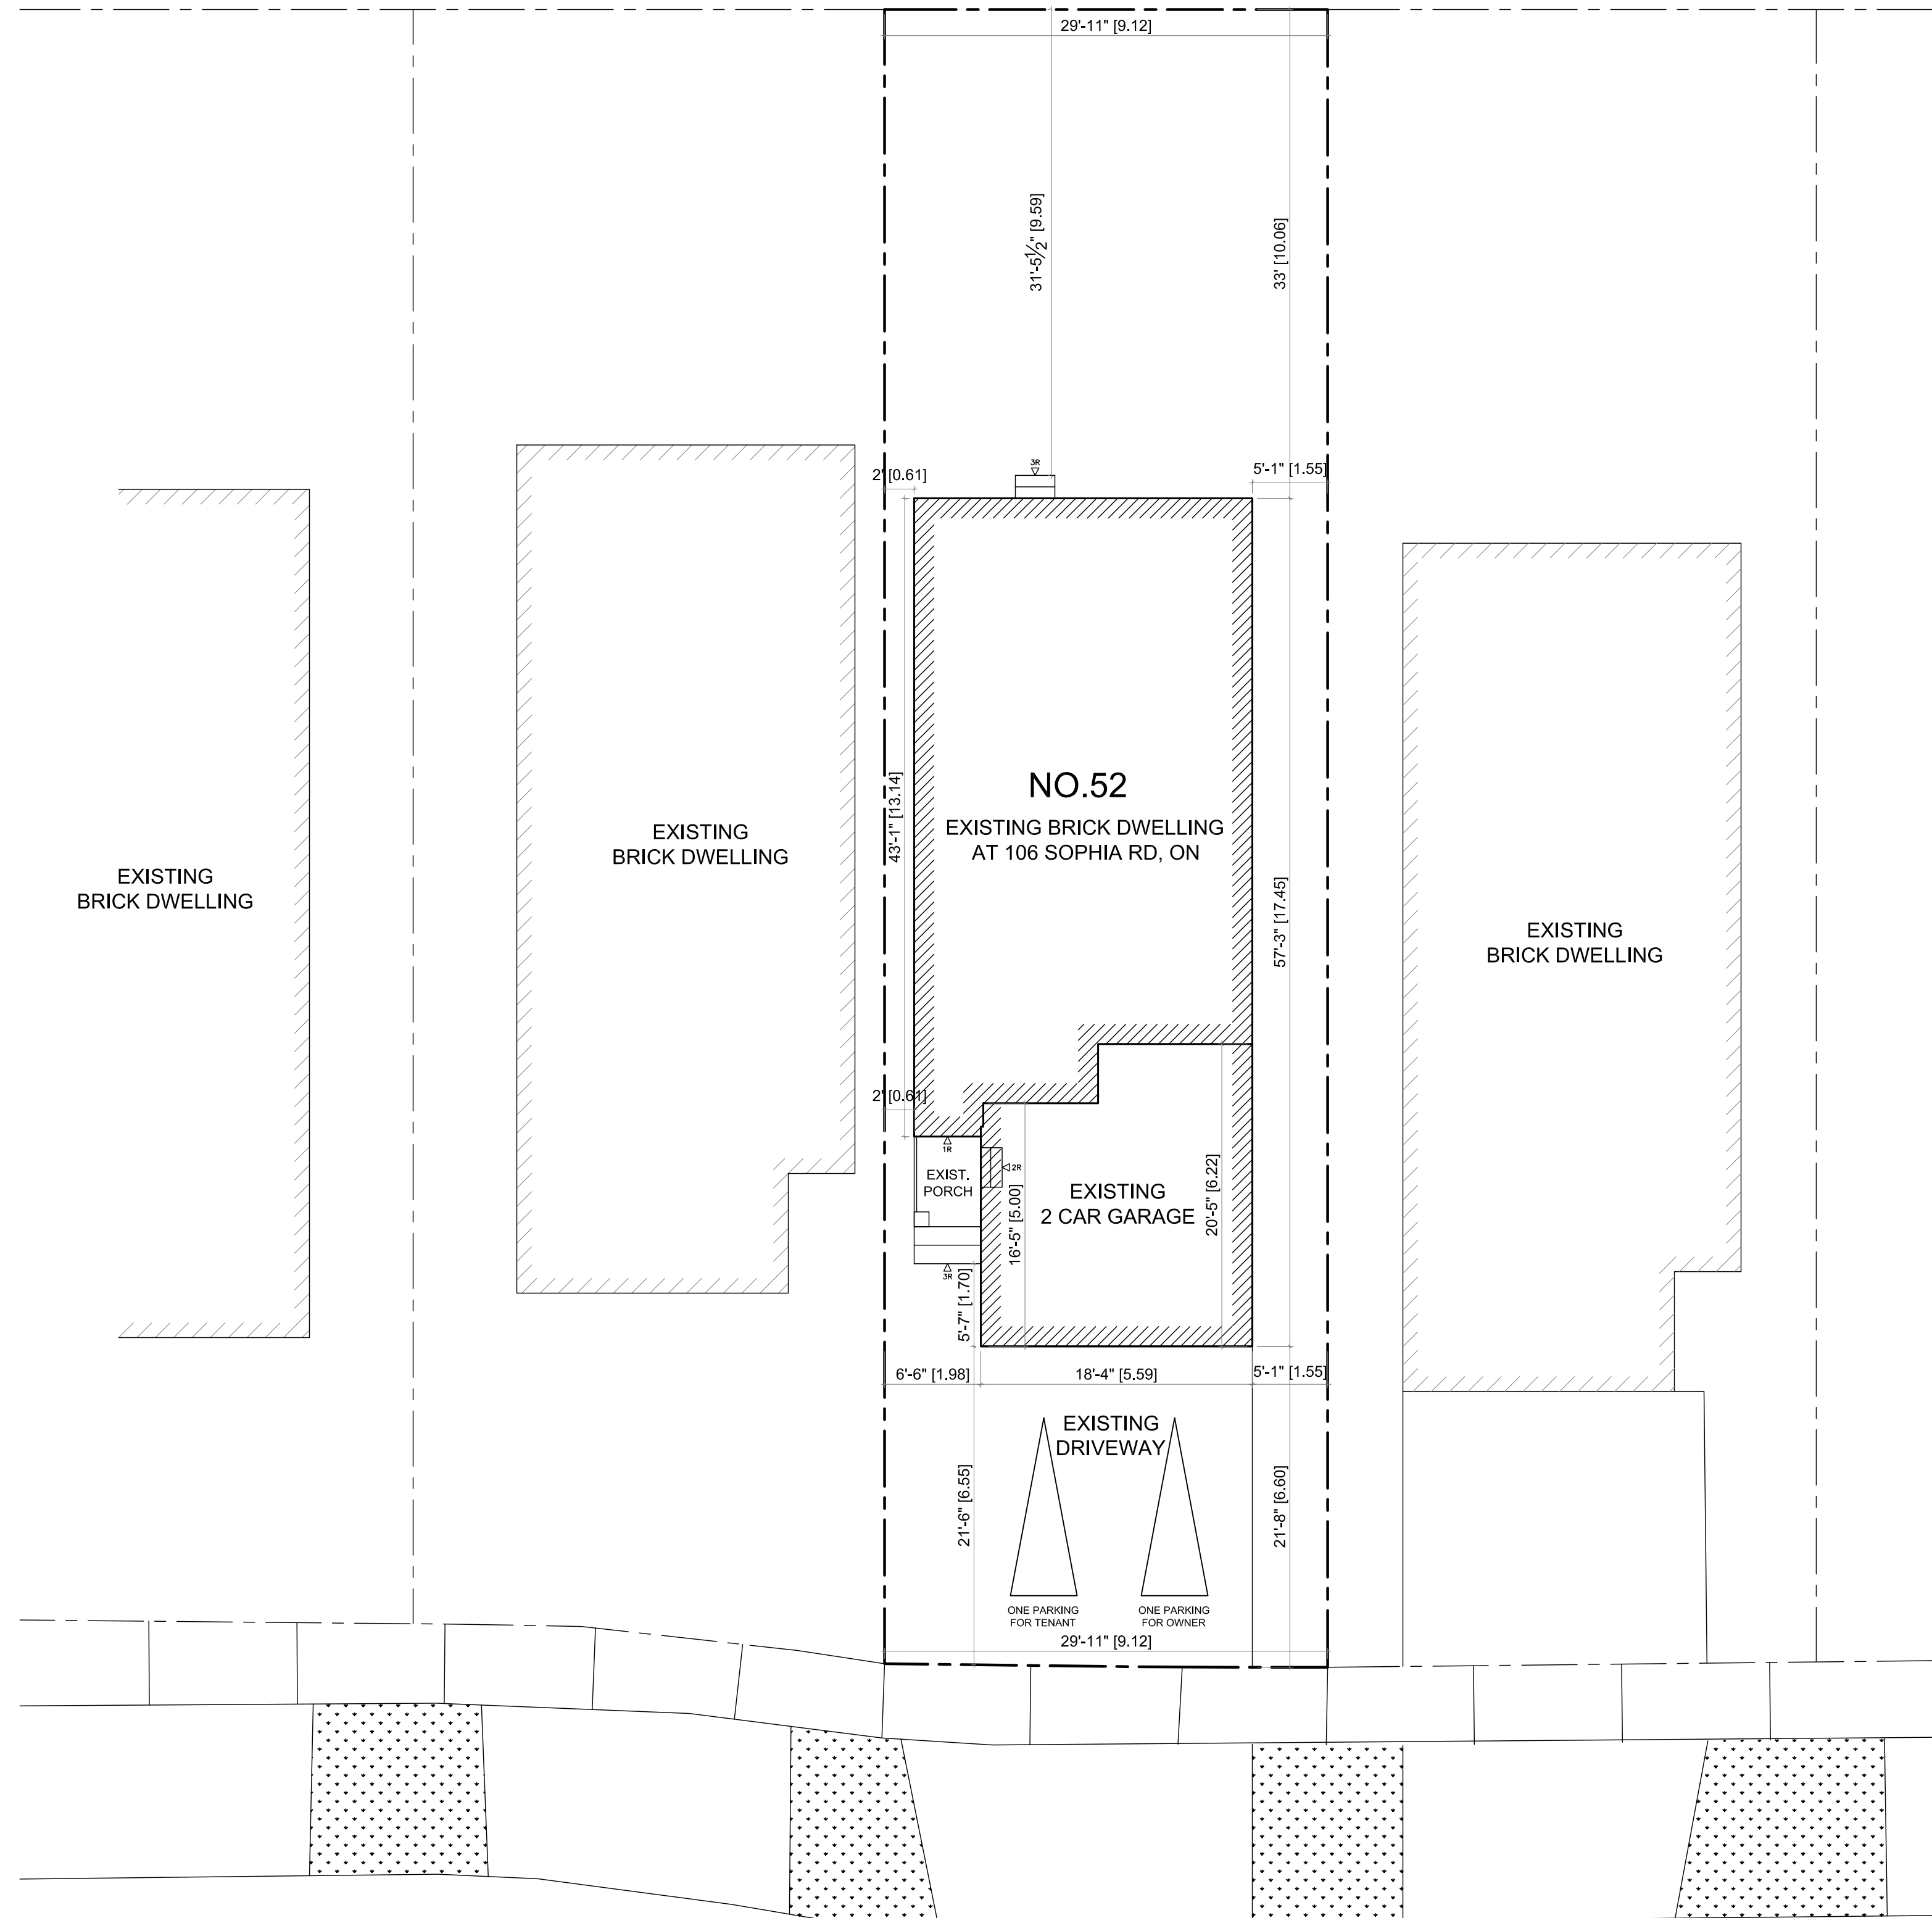 29'-11" [9.12]
31'-5½" [9.59]
33' [10.06]
3R
2' [0.61]
5'-1" [1.55]
43'-1" [13.14]
NO.52
EXISTING BRICK DWELLING
AT 106 SOPHIA RD, ON
57'-3" [17.45]
EXISTING
BRICK DWELLING
EXISTING
BRICK DWELLING
EXISTING
BRICK DWELLING
2' [0.61]
1R
EXIST.
PORCH
2R
16'-5" [5.00]
EXISTING
2 CAR GARAGE
20'-5" [6.22]
3R
5'-7" [1.70]
6'-6" [1.98]
18'-4" [5.59]
5'-1" [1.55]
EXISTING
DRIVEWAY
21'-6" [6.55]
21'-8" [6.60]
ONE PARKING
FOR TENANT
ONE PARKING
FOR OWNER
29'-11" [9.12]